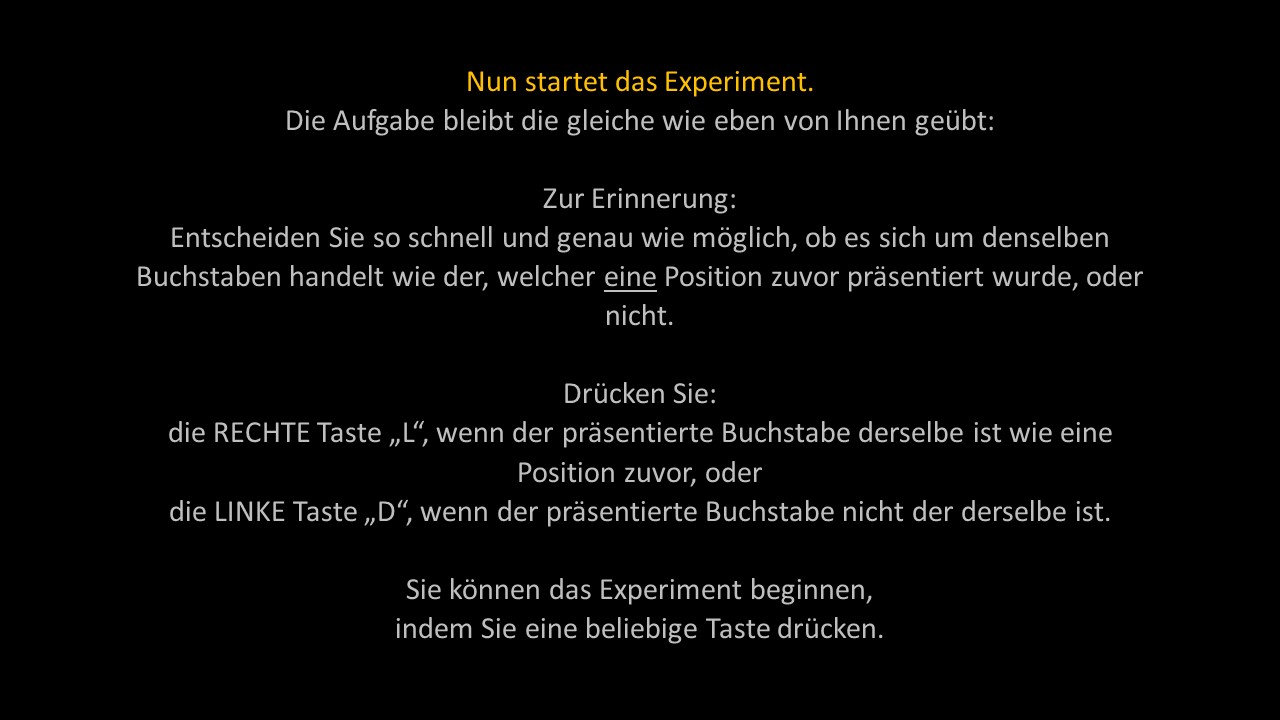 Nun startet das Experiment.
Die Aufgabe bleibt die gleiche wie eben von Ihnen geübt:
Zur Erinnerung:
Entscheiden Sie so schnell und genau wie möglich, ob es sich um denselben
Buchstaben handelt wie der, welcher eine Position zuvor präsentiert wurde, oder
nicht.
Drücken Sie:
die RECHTE Taste „L“, wenn der präsentierte Buchstabe derselbe ist wie eine
Position zuvor, oder
die LINKE Taste „D“, wenn der präsentierte Buchstabe nicht der derselbe ist.
Sie können das Experiment beginnen,
indem Sie eine beliebige Taste drücken.